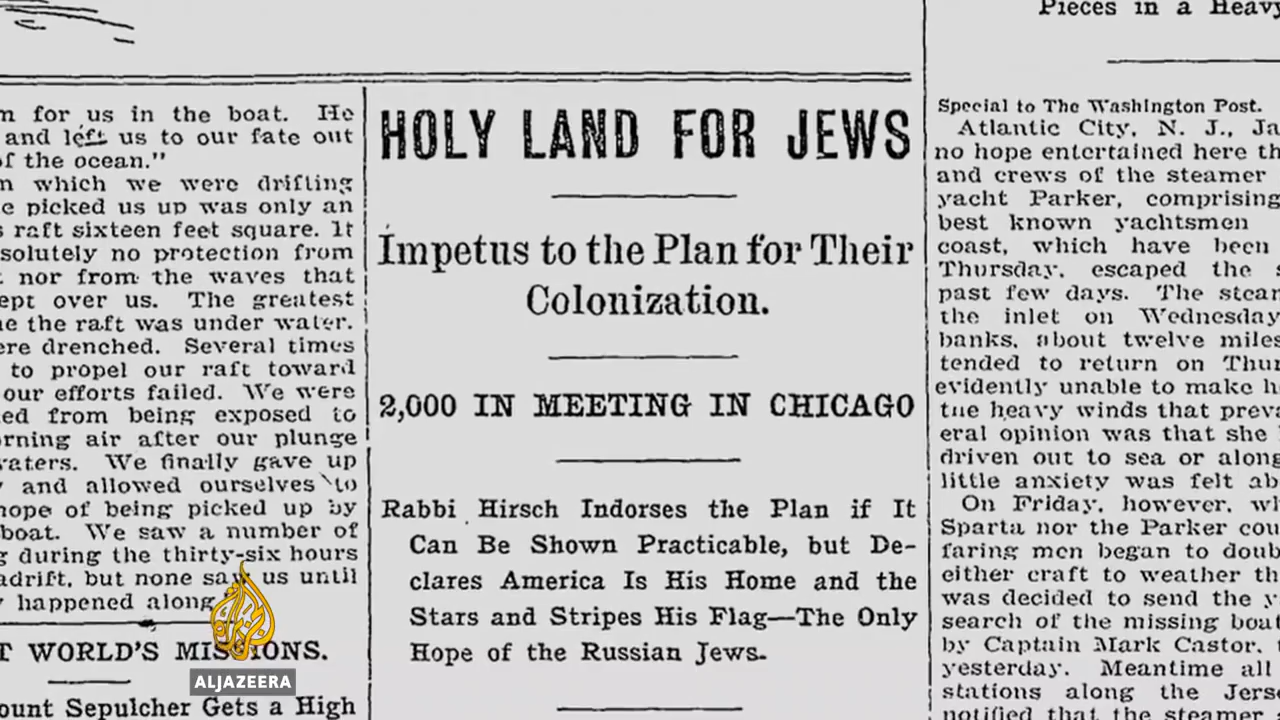 m for us in the boat. He
and left us to our fate out
of the ocean."
n which we were drifting
e picked us up was only an
s raft sixteen feet square. It
solutely no protection from
t nor from the waves that
ept over us. The greatest
e the raft was under water.
ere drenched. Several times
to propel our raft toward
our efforts failed. We were
ed from being exposed to
orning air after our plunge
vaters. We finally gave up
y and allowed ourselves to
hope of being picked up by
boat. We saw a number of
g during the thirty-six hours
adrift, but none saw us until
y happened along
T WORLD'S MISSIONS.
ount Sepulcher Gets a High
HOLY LAND FOR JEWS
Impetus to the Plan for Their
Colonization.
2,000 IN MEETING IN CHICAGO
Rabbi Hirsch Indorses the Plan if It
Can Be Shown Practicable, but De-
clares America Is His Home and the
Stars and Stripes His Flag—The Only
Hope of the Russian Jews.
Pieces in a Heavy
Special to The Washington Post.
Atlantic City, N. J., Ja
no hope entertained here th
and crews of the steamer
yacht Parker, comprising
best known yachtsmen
coast, which have been
Thursday, escaped the s
past few days. The stear
the inlet on Wednesday
banks, about twelve miles
tended to return on Thur
evidently unable to make h
the heavy winds that preva
eral opinion was that she
driven out to sea or along
little anxiety was felt ab
On Friday, however, wh
Sparta nor the Parker cou
faring men began to doub
either craft to weather th
was decided to send the y
search of the missing boat
by Captain Mark Castor,
yesterday. Meantime all
stations along the Jerse
notified that the steamer
الجزيرة
ALJAZEERA